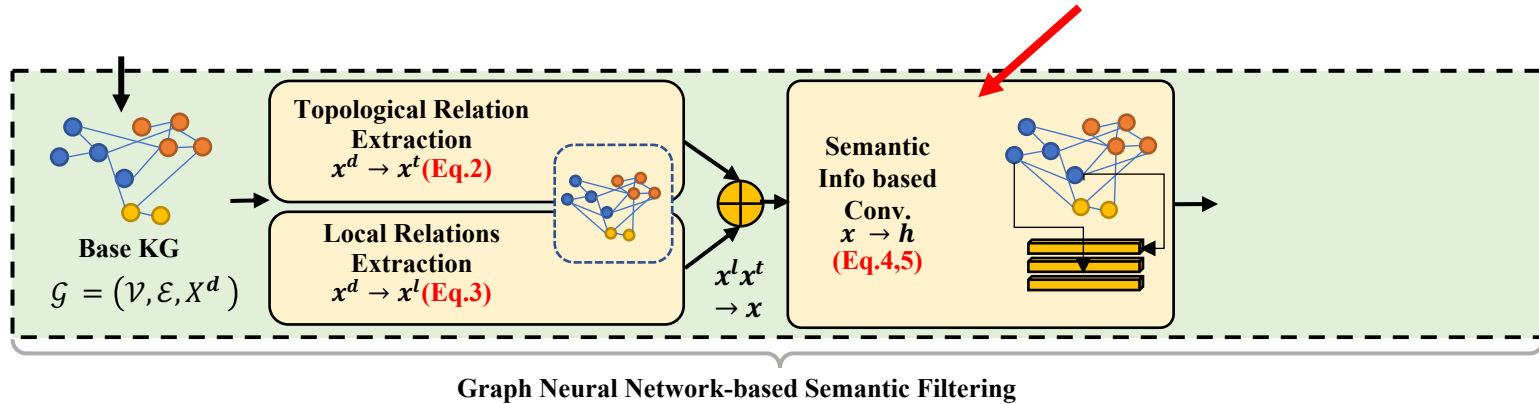 Base KG
𝒢 = (𝒱, ℰ, X^d)
Topological Relation
Extraction
x^d → x^t(Eq.2)
Local Relations
Extraction
x^d → x^l(Eq.3)
x^l x^t
→ x
Semantic
Info based
Conv.
x → h
(Eq.4,5)
Graph Neural Network-based Semantic Filtering